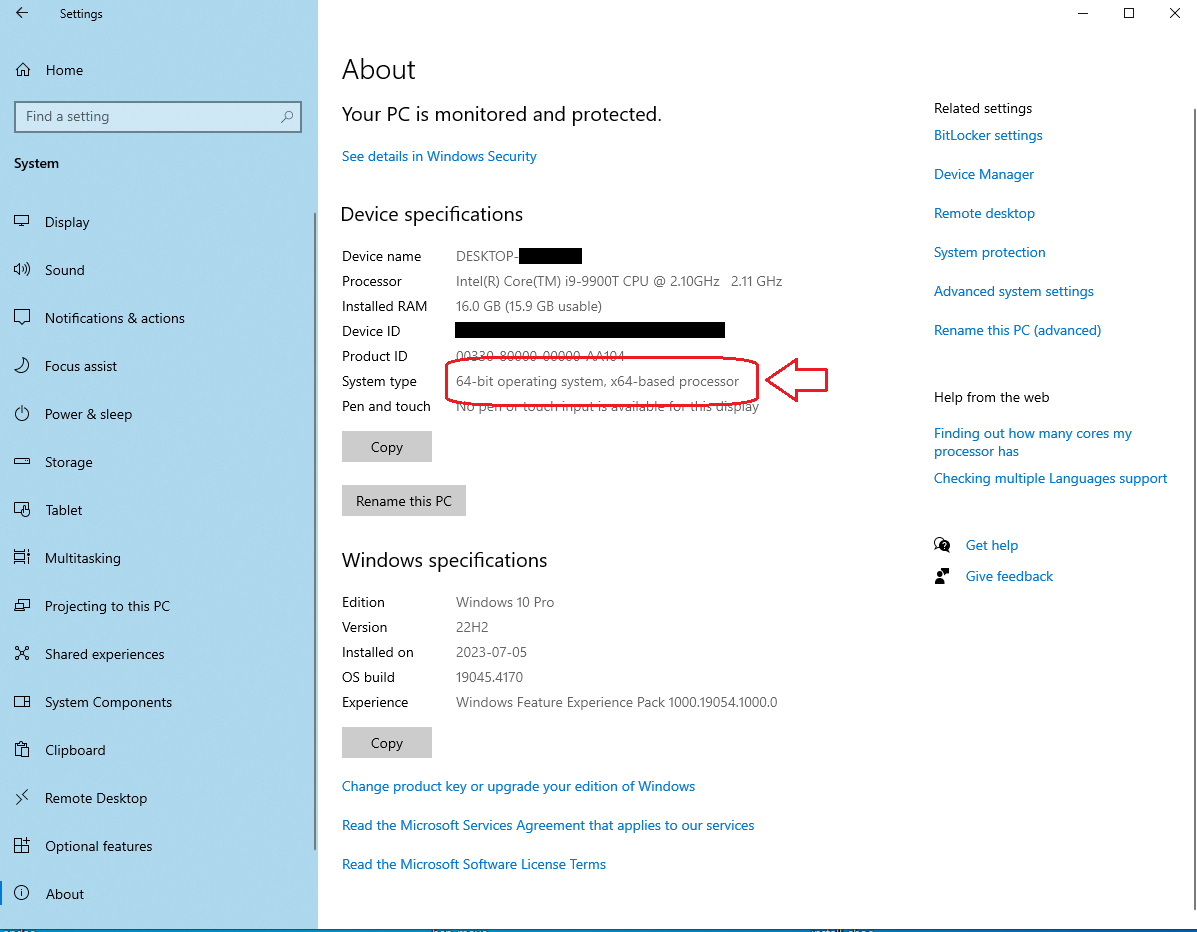 Settings
Home
Find a setting
System
Display
Sound
Notifications & actions
Focus assist
Power & sleep
Storage
Tablet
Multitasking
Projecting to this PC
Shared experiences
System Components
Clipboard
Remote Desktop
Optional features
About
About
Your PC is monitored and protected.
See details in Windows Security
Device specifications
Device name DESKTOP-
Processor Intel(R) Core(TM) i9-9900T CPU @ 2.10GHz 2.11 GHz
Installed RAM 16.0 GB (15.9 GB usable)
Device ID
Product ID 00330-80000-00000-AA104
System type 64-bit operating system, x64-based processor
Pen and touch No pen or touch input is available for this display
Copy
Rename this PC
Windows specifications
Edition Windows 10 Pro
Version 22H2
Installed on 2023-07-05
OS build 19045.4170
Experience Windows Feature Experience Pack 1000.19054.1000.0
Copy
Change product key or upgrade your edition of Windows
Read the Microsoft Services Agreement that applies to our services
Read the Microsoft Software License Terms
Related settings
BitLocker settings
Device Manager
Remote desktop
System protection
Advanced system settings
Rename this PC (advanced)
Help from the web
Finding out how many cores my
processor has
Checking multiple Languages support
Get help
Give feedback